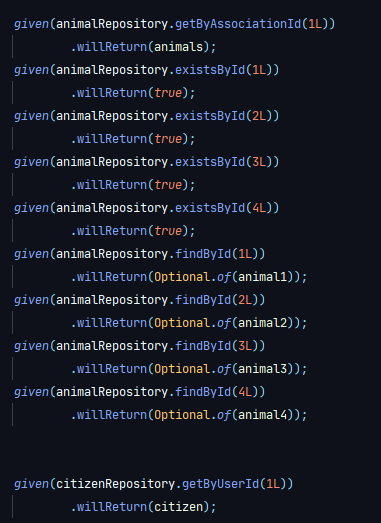 given(animalRepository.getByAssociationId(1L))
        .willReturn(animals);
given(animalRepository.existsById(1L))
        .willReturn(true);
given(animalRepository.existsById(2L))
        .willReturn(true);
given(animalRepository.existsById(3L))
        .willReturn(true);
given(animalRepository.existsById(4L))
        .willReturn(true);
given(animalRepository.findById(1L))
        .willReturn(Optional.of(animal1));
given(animalRepository.findById(2L))
        .willReturn(Optional.of(animal2));
given(animalRepository.findById(3L))
        .willReturn(Optional.of(animal3));
given(animalRepository.findById(4L))
        .willReturn(Optional.of(animal4));
given(citizenRepository.getByUserId(1L))
        .willReturn(citizen);